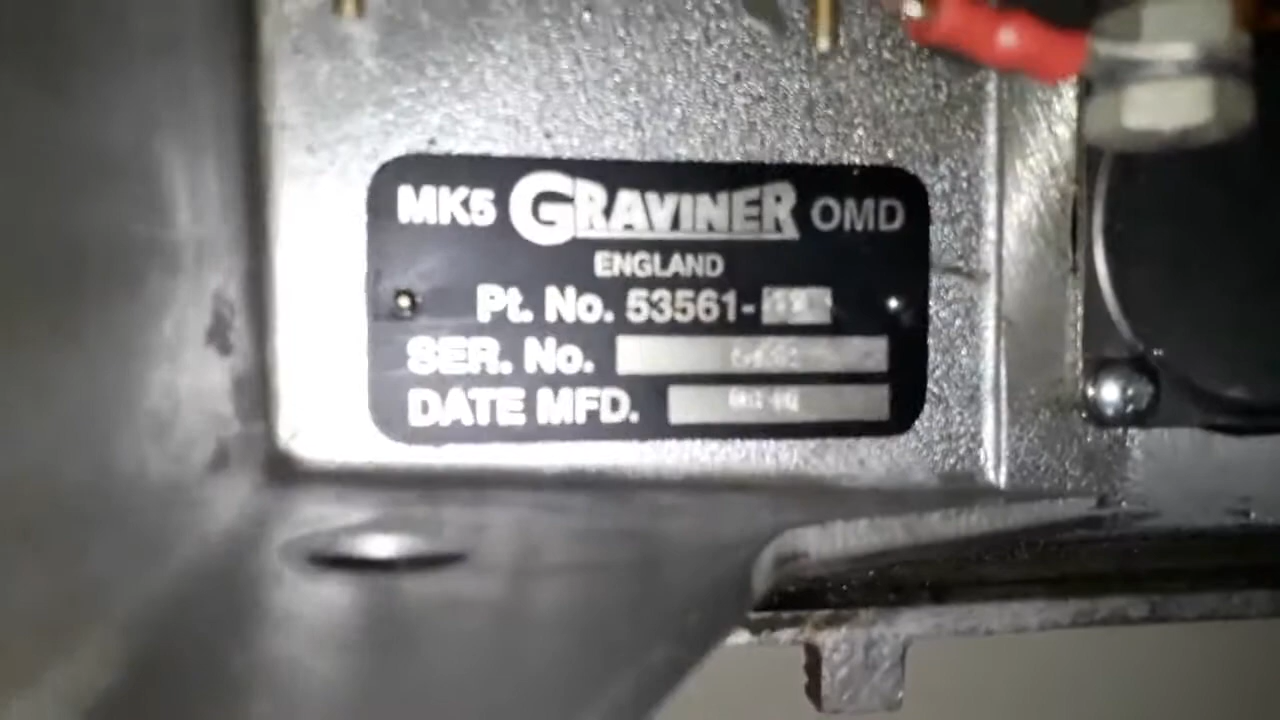 MK5 GRAVINER OMD
ENGLAND
Pt. No. 53561-
SER. No.
DATE MFD.